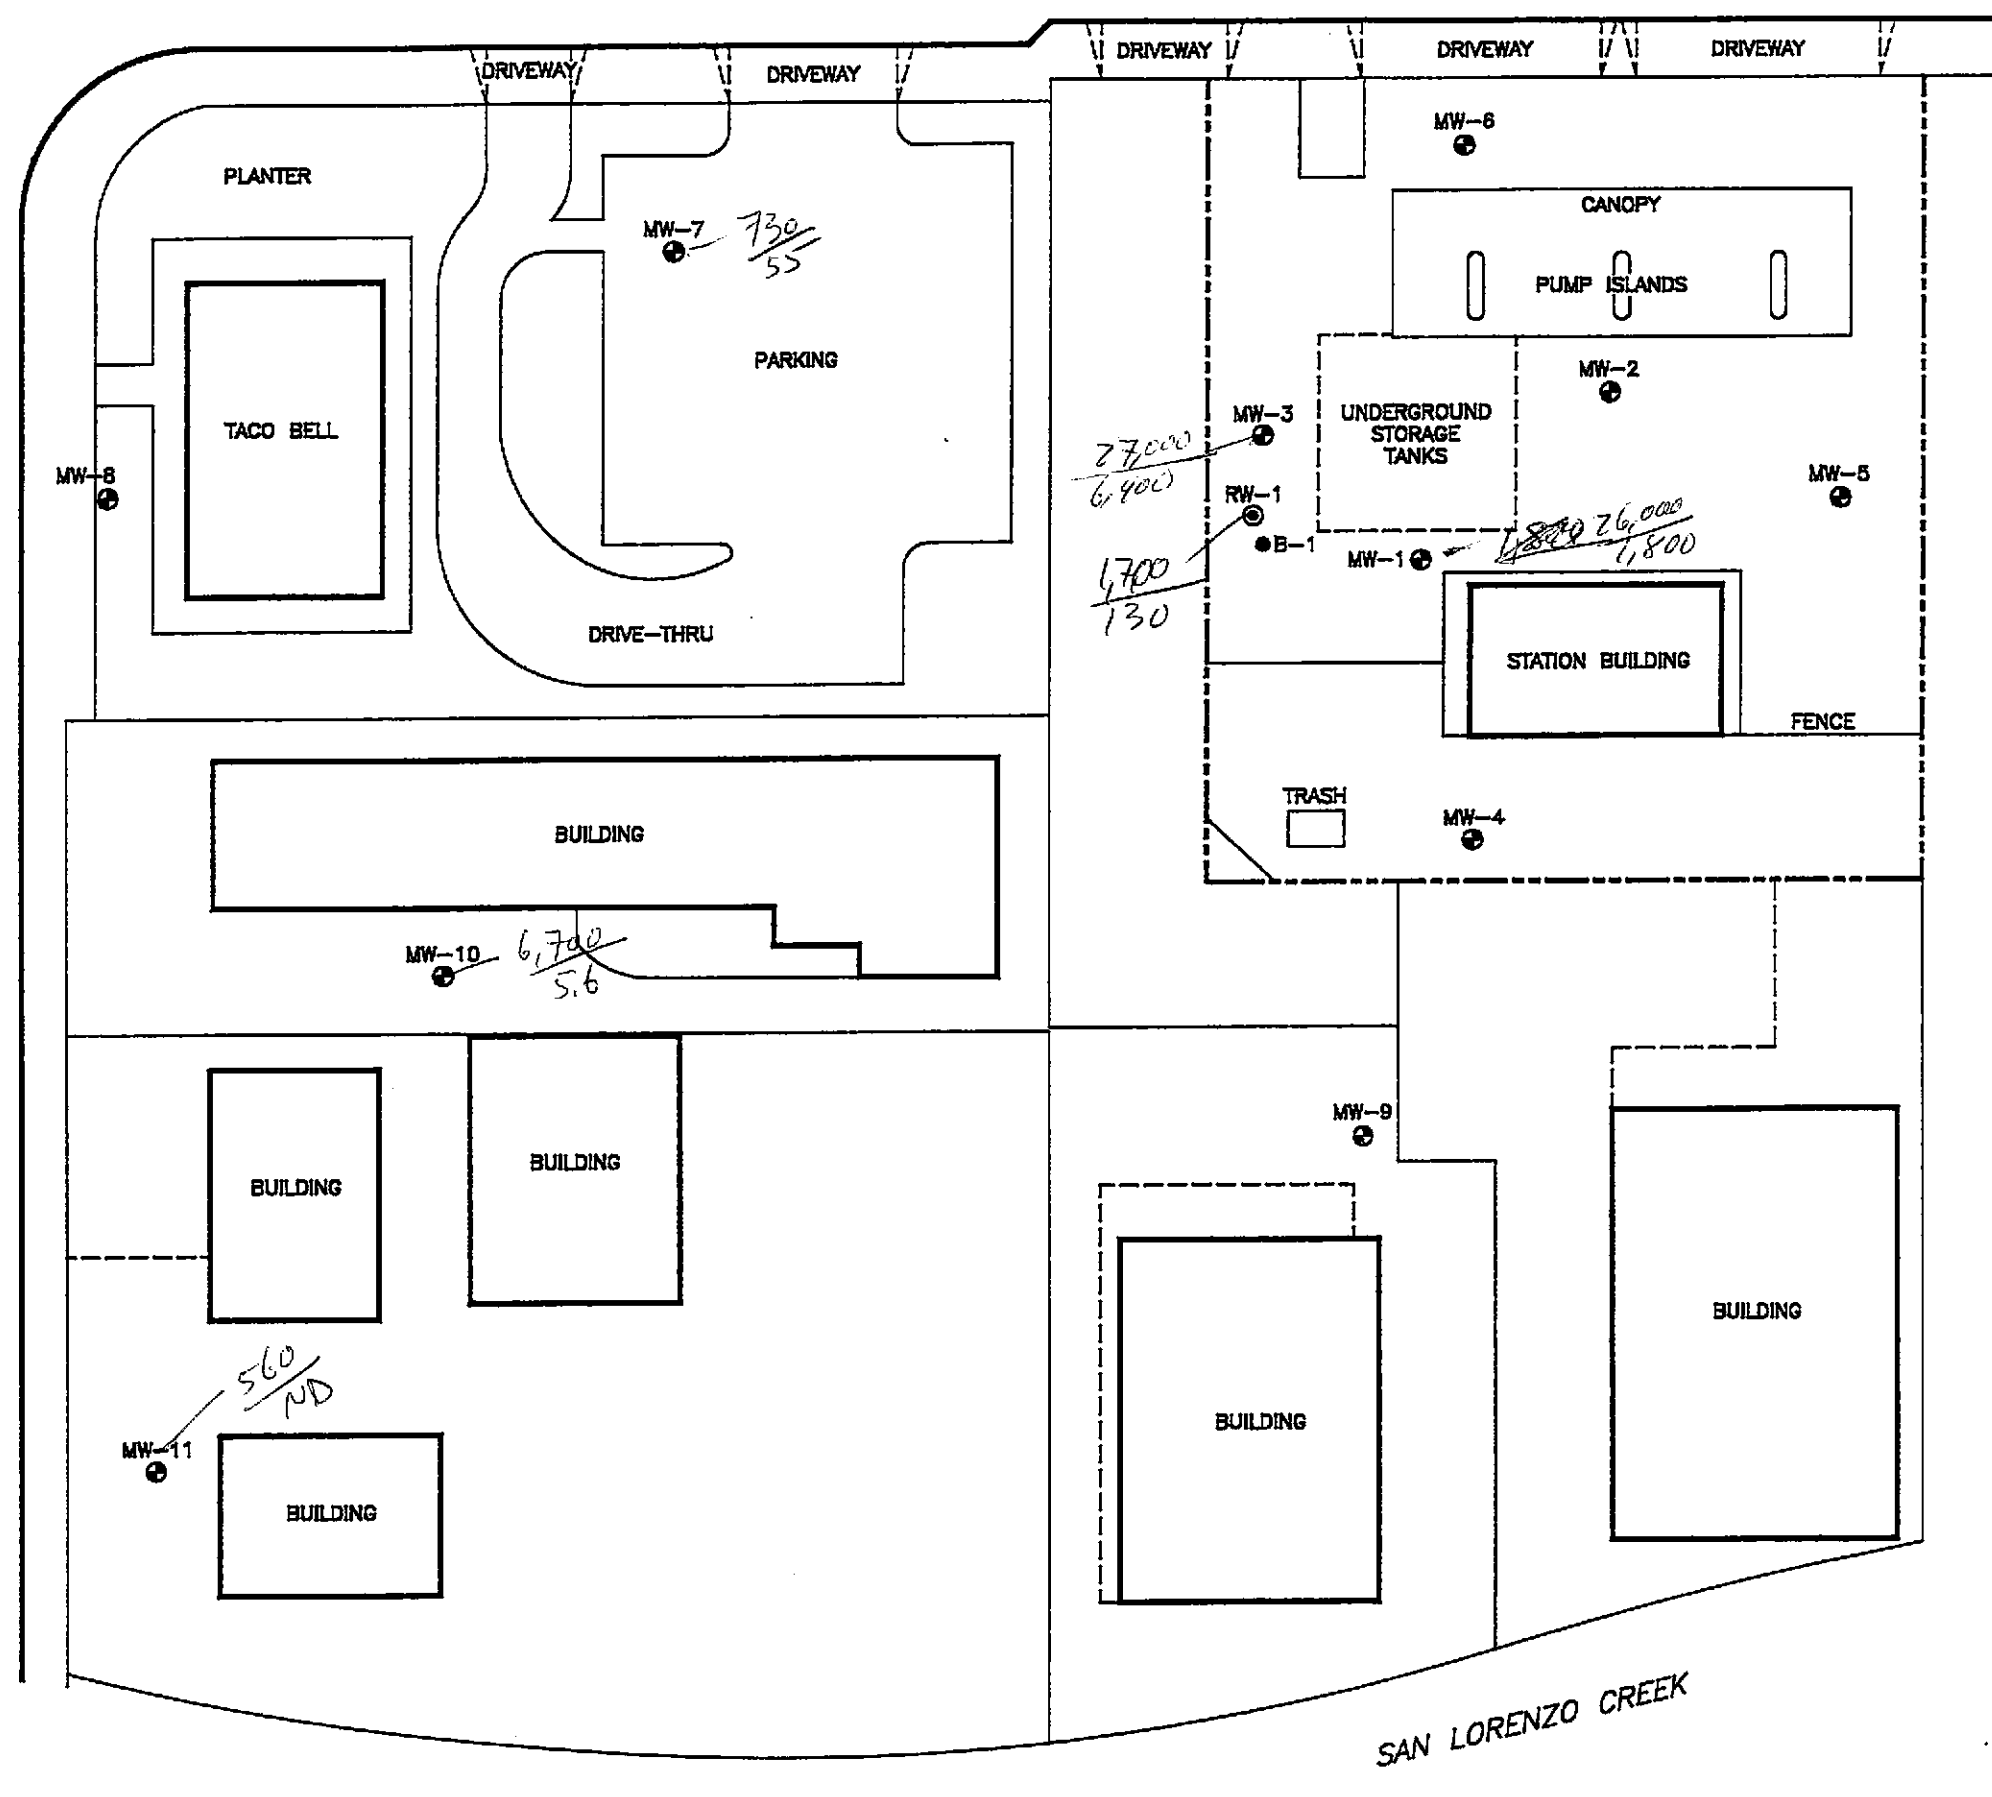 DRIVEWAY
DRIVEWAY
DRIVEWAY
DRIVEWAY
DRIVEWAY
PLANTER
MW-7
730
55
PARKING
TACO BELL
MW-8
DRIVE-THRU
MW-6
CANOPY
PUMP ISLANDS
MW-2
MW-3
27,000
6,400
UNDERGROUND
STORAGE
TANKS
RW-1
B-1
1,700
130
MW-5
MW-1
26,000
1,800
STATION BUILDING
FENCE
TRASH
MW-4
BUILDING
MW-10
6,700
5.6
BUILDING
BUILDING
MW-9
560
ND
MW-11
BUILDING
BUILDING
BUILDING
SAN LORENZO CREEK